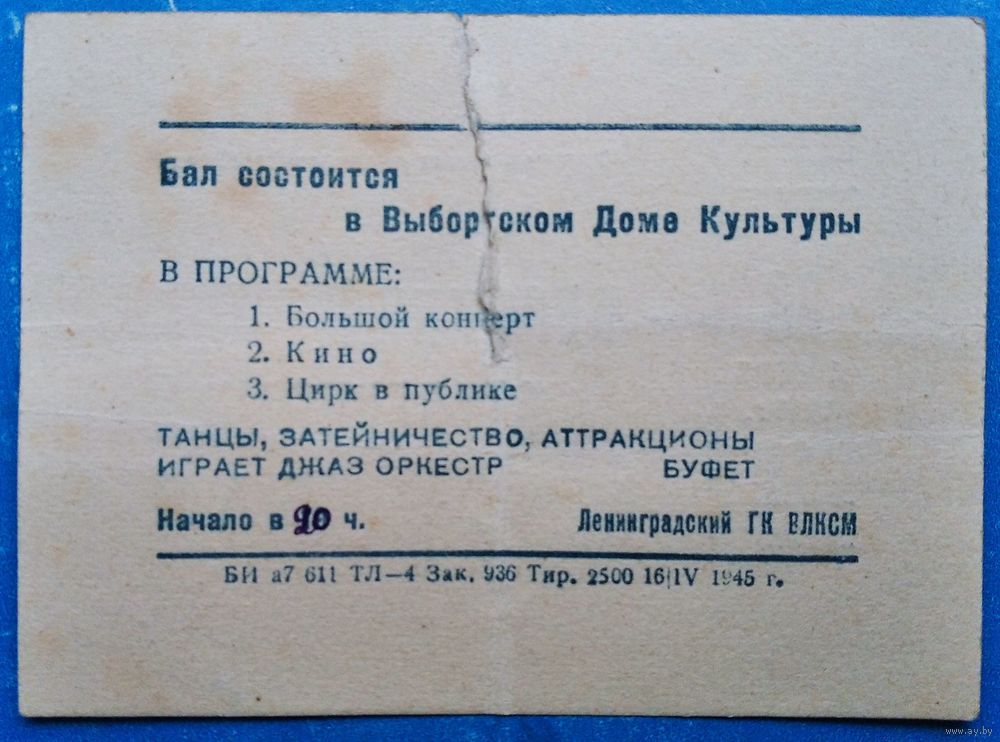 Бал состоится
в Выборгском Доме Культуры
В ПРОГРАММЕ:
1. Большой концерт
2. Кино
3. Цирк в публике
ТАНЦЫ, ЗАТЕЙНИЧЕСТВО, АТТРАКЦИОНЫ
ИГРАЕТ ДЖАЗ ОРКЕСТР БУФЕТ
Начало в 20 ч. Ленинградский ГК ВЛКСМ
БИ а7 611 ТЛ—4 Зак. 936 Тир. 2500 16|IV 1945 г.
www.ay.by